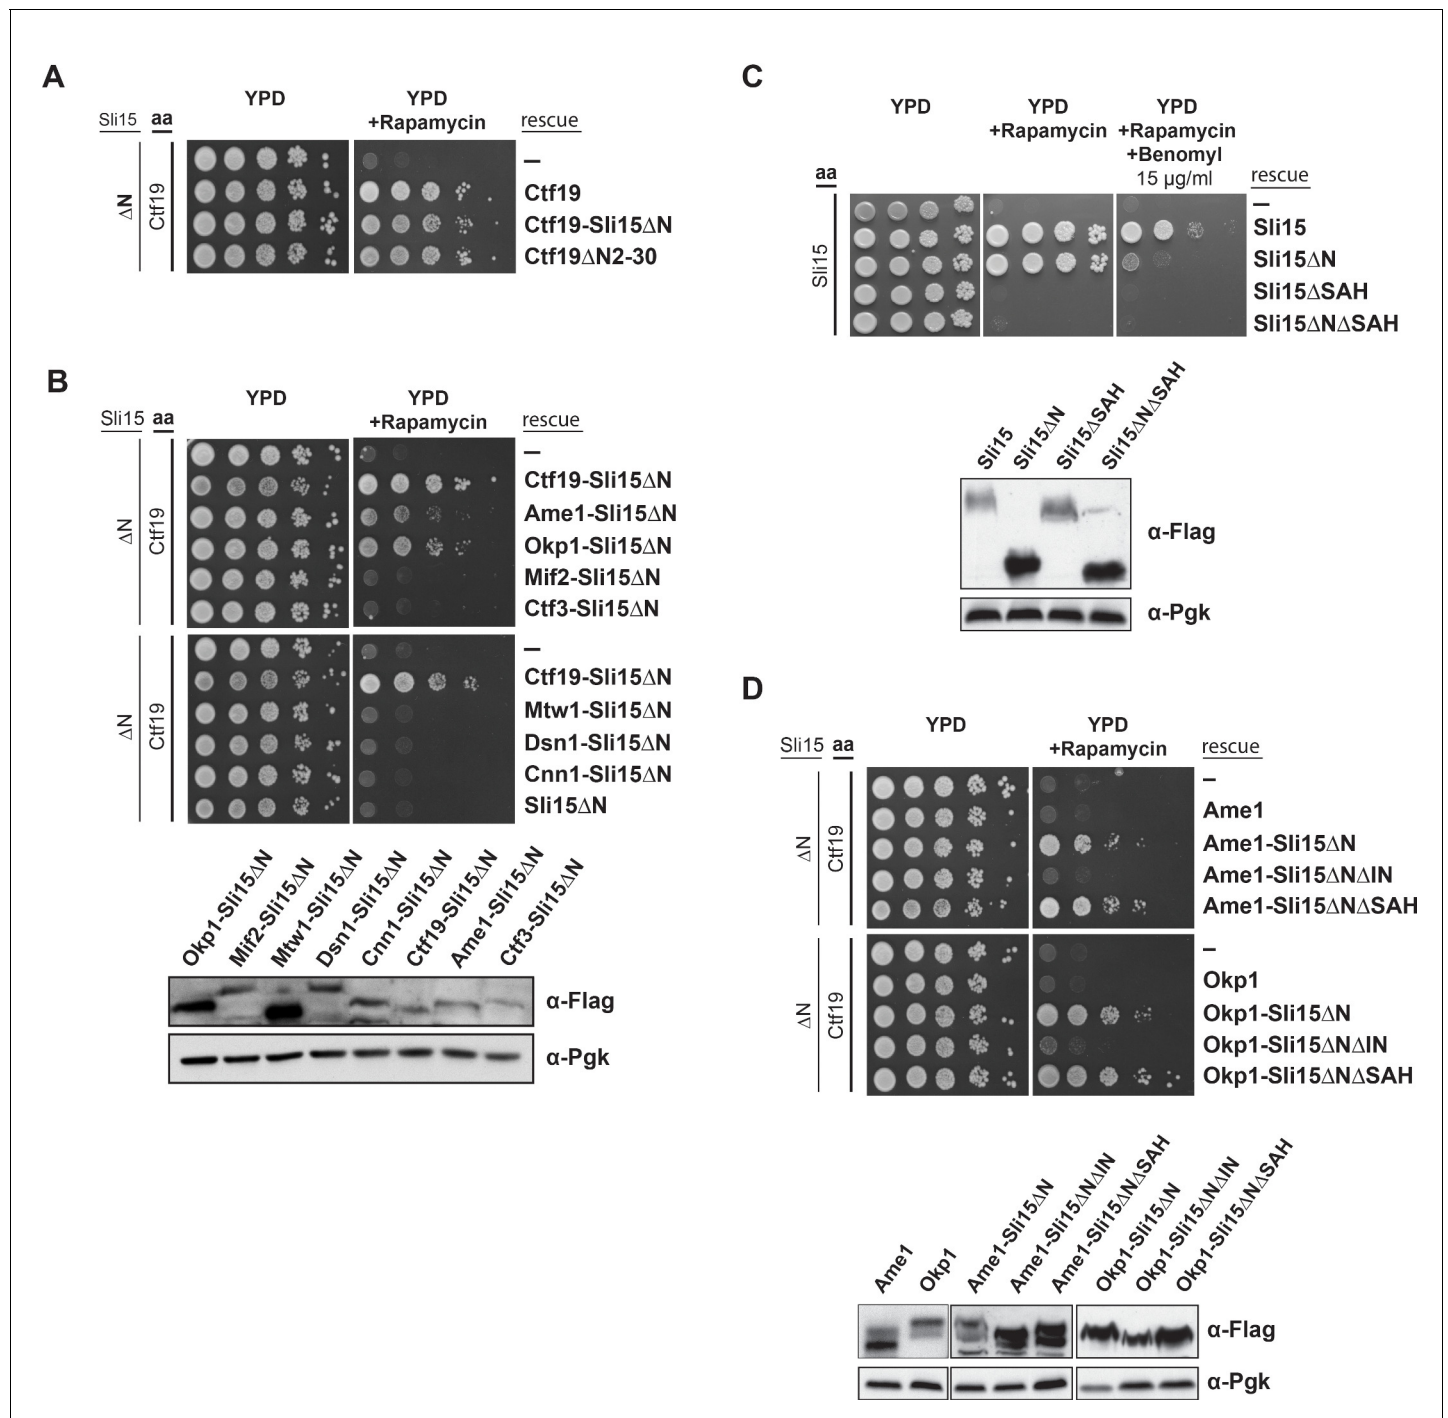 A
YPD
YPD
+Rapamycin
Sli15
aa
rescue
ΔN
Ctf19
–
Ctf19
Ctf19-Sli15ΔN
Ctf19ΔN2-30
B
YPD
YPD
+Rapamycin
Sli15
aa
rescue
ΔN
Ctf19
–
Ctf19-Sli15ΔN
Ame1-Sli15ΔN
Okp1-Sli15ΔN
Mif2-Sli15ΔN
Ctf3-Sli15ΔN
ΔN
Ctf19
–
Ctf19-Sli15ΔN
Mtw1-Sli15ΔN
Dsn1-Sli15ΔN
Cnn1-Sli15ΔN
Sli15ΔN
Okp1-Sli15ΔN
Mif2-Sli15ΔN
Mtw1-Sli15ΔN
Dsn1-Sli15ΔN
Cnn1-Sli15ΔN
Ctf19-Sli15ΔN
Ame1-Sli15ΔN
Ctf3-Sli15ΔN
α-Flag
α-Pgk
C
YPD
YPD
+Rapamycin
YPD
+Rapamycin
+Benomyl
15 µg/ml
aa
rescue
Sli15
–
Sli15
Sli15ΔN
Sli15ΔSAH
Sli15ΔNΔSAH
Sli15
Sli15ΔN
Sli15ΔSAH
Sli15ΔNΔSAH
α-Flag
α-Pgk
D
YPD
YPD
+Rapamycin
Sli15
aa
rescue
ΔN
Ctf19
–
Ame1
Ame1-Sli15ΔN
Ame1-Sli15ΔNΔIN
Ame1-Sli15ΔNΔSAH
ΔN
Ctf19
–
Okp1
Okp1-Sli15ΔN
Okp1-Sli15ΔNΔIN
Okp1-Sli15ΔNΔSAH
Ame1
Okp1
Ame1-Sli15ΔN
Ame1-Sli15ΔNΔIN
Ame1-Sli15ΔNΔSAH
Okp1-Sli15ΔN
Okp1-Sli15ΔNΔIN
Okp1-Sli15ΔNΔSAH
α-Flag
α-Pgk